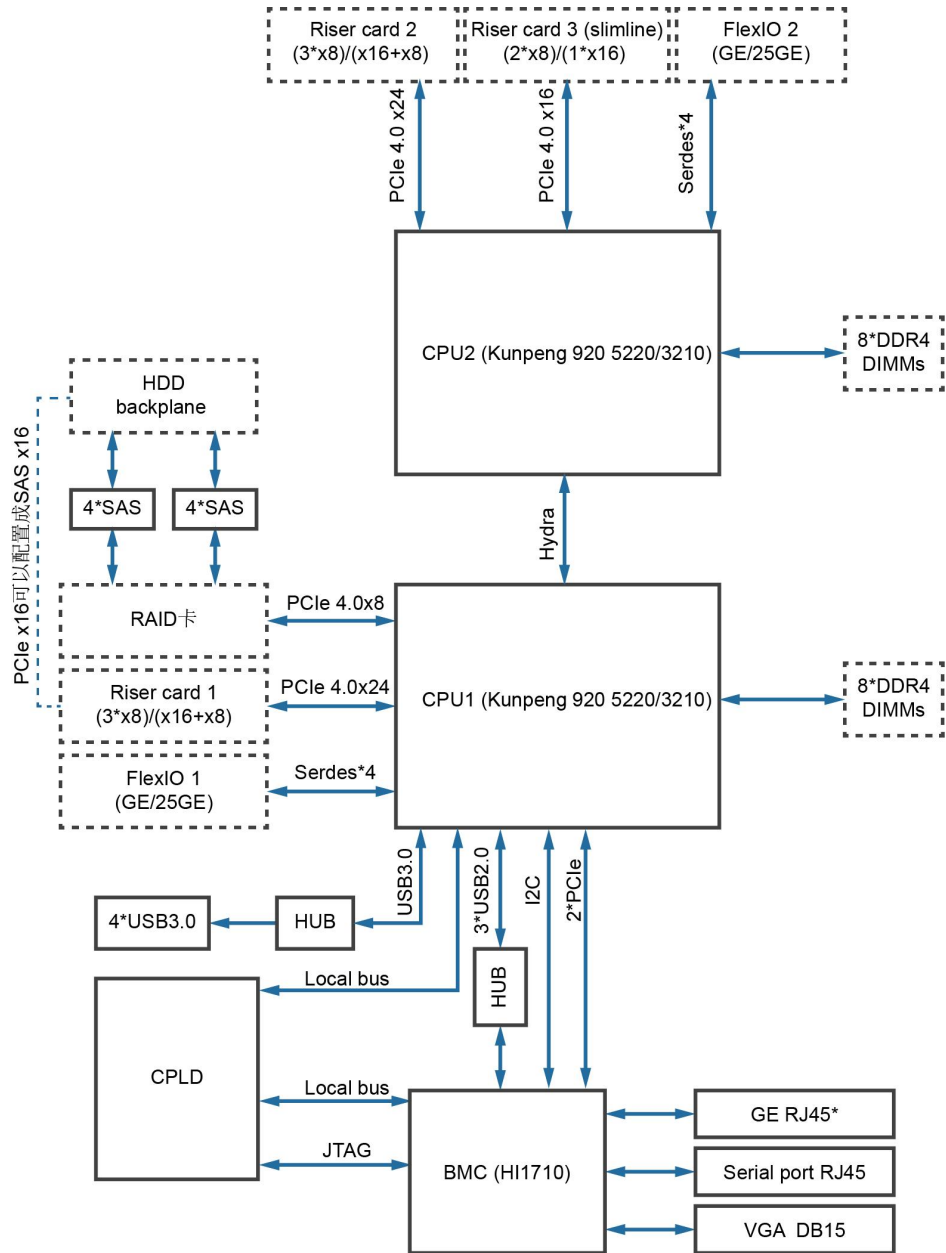 Riser card 2
(3*x8)/(x16+x8)
Riser card 3 (slimline)
(2*x8)/(1*x16)
FlexIO 2
(GE/25GE)
PCIe 4.0 x24
PCIe 4.0 x16
Serdes*4
CPU2 (Kunpeng 920 5220/3210)
8*DDR4
DIMMs
HDD
backplane
4*SAS
4*SAS
PCIe x16可以配置成SAS x16
Hydra
RAID卡
PCIe 4.0x8
Riser card 1
(3*x8)/(x16+x8)
PCIe 4.0x24
CPU1 (Kunpeng 920 5220/3210)
8*DDR4
DIMMs
FlexIO 1
(GE/25GE)
Serdes*4
USB3.0
3*USB2.0
I2C
2*PCIe
4*USB3.0
HUB
HUB
Local bus
CPLD
Local bus
JTAG
BMC (HI1710)
GE RJ45*
Serial port RJ45
VGA DB15